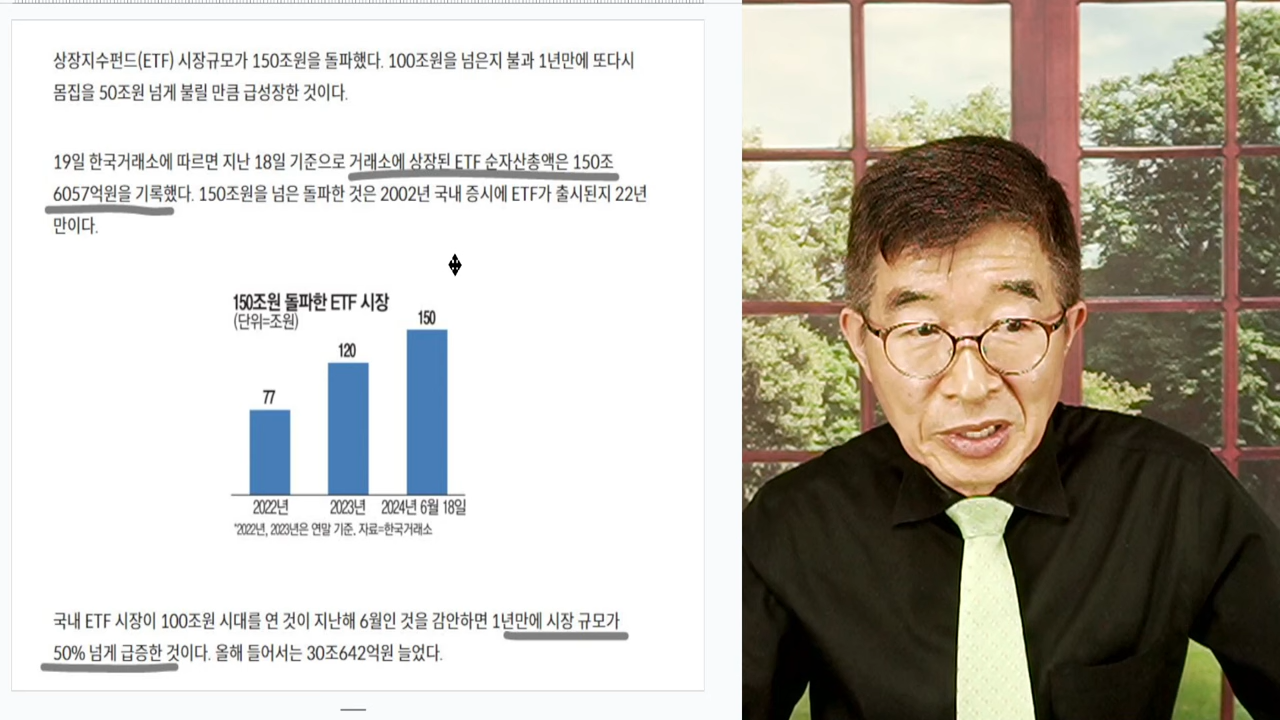 상장지수펀드(ETF) 시장규모가 150조원을 돌파했다. 100조원을 넘은지 불과 1년만에 또다시
몸집을 50조원 넘게 불릴 만큼 급성장한 것이다.
19일 한국거래소에 따르면 지난 18일 기준으로 거래소에 상장된 ETF 순자산총액은 150조
6057억원을 기록했다. 150조원을 넘은 돌파한 것은 2002년 국내 증시에 ETF가 출시된지 22년
만이다.
150조원 돌파한 ETF 시장
(단위=조원)
150
120
77
2022년 2023년 2024년 6월 18일
*2022년, 2023년은 연말 기준. 자료=한국거래소
국내 ETF 시장이 100조원 시대를 연 것이 지난해 6월인 것을 감안하면 1년만에 시장 규모가
50% 넘게 급증한 것이다. 올해 들어서는 30조642억원 늘었다.